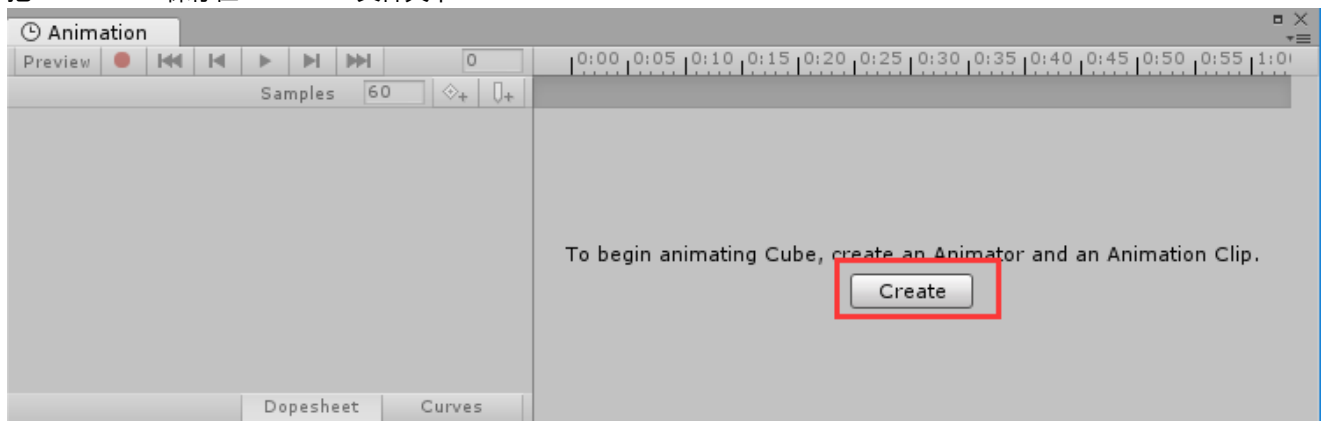 Animation
Preview 0 0:00 0:05 0:10 0:15 0:20 0:25 0:30 0:35 0:40 0:45 0:50 0:55
Samples 60
To begin animating Cube, create an Animator and an Animation Clip.
Create
Dopesheet Curves